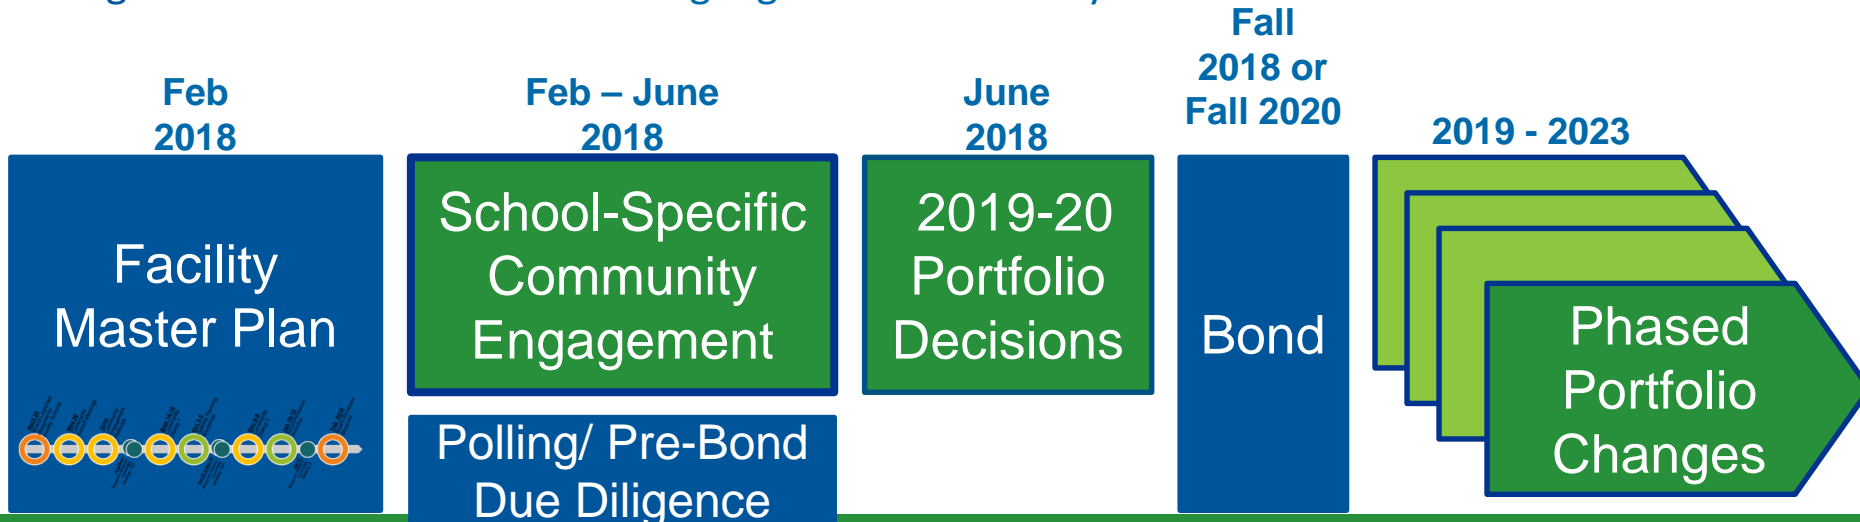 Feb
2018
Feb – June
2018
June
2018
Fall
2018 or
Fall 2020
2019 - 2023
Facility
Master Plan
School-Specific
Community
Engagement
Polling/ Pre-Bond
Due Diligence
2019-20
Portfolio
Decisions
Bond
Phased
Portfolio
Changes